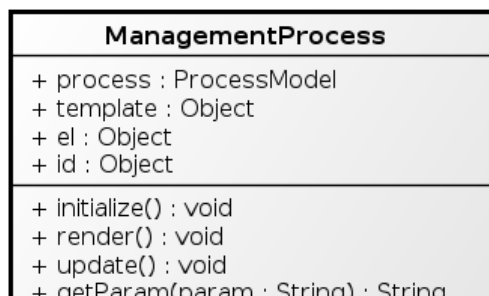 ManagementProcess
+ process : ProcessModel
+ template : Object
+ el : Object
+ id : Object
+ initialize() : void
+ render() : void
+ update() : void
+ getParam(param : String) : String